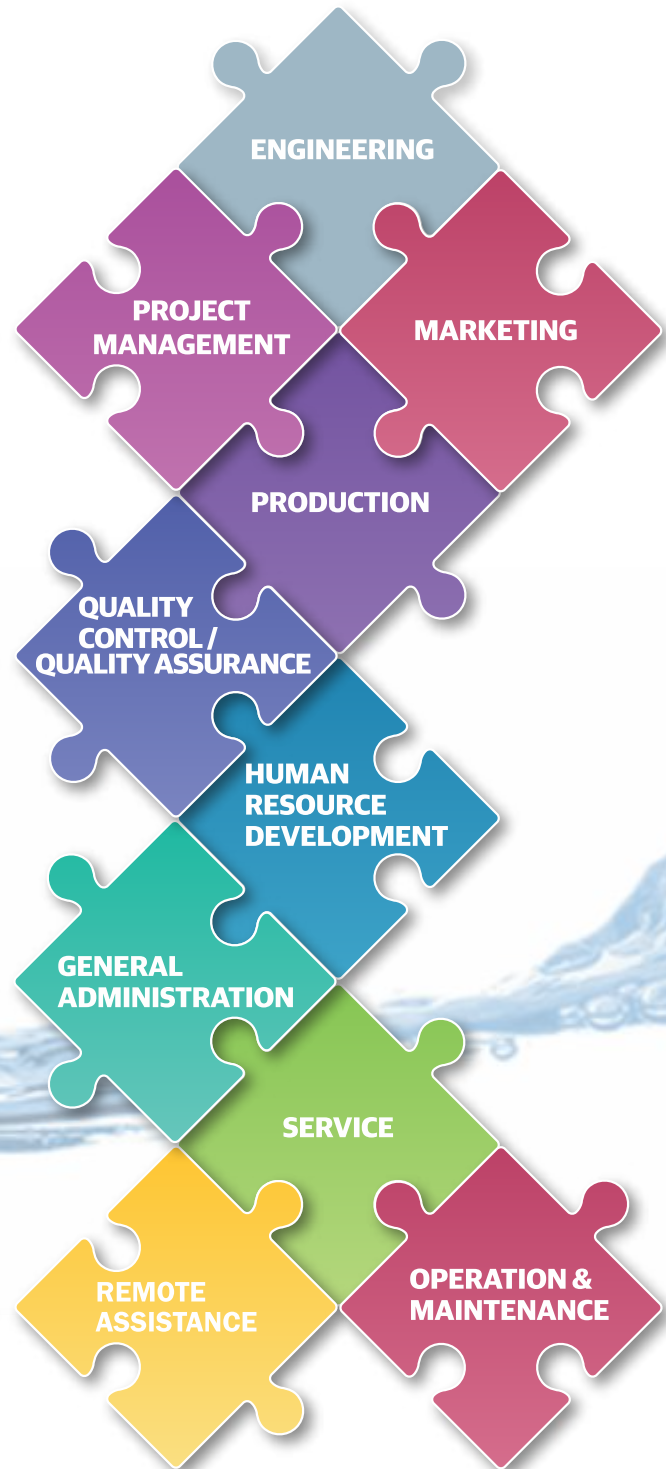 ENGINEERING
PROJECT
MANAGEMENT
MARKETING
PRODUCTION
QUALITY
CONTROL /
QUALITY ASSURANCE
HUMAN
RESOURCE
DEVELOPMENT
GENERAL
ADMINISTRATION
SERVICE
REMOTE
ASSISTANCE
OPERATION &
MAINTENANCE